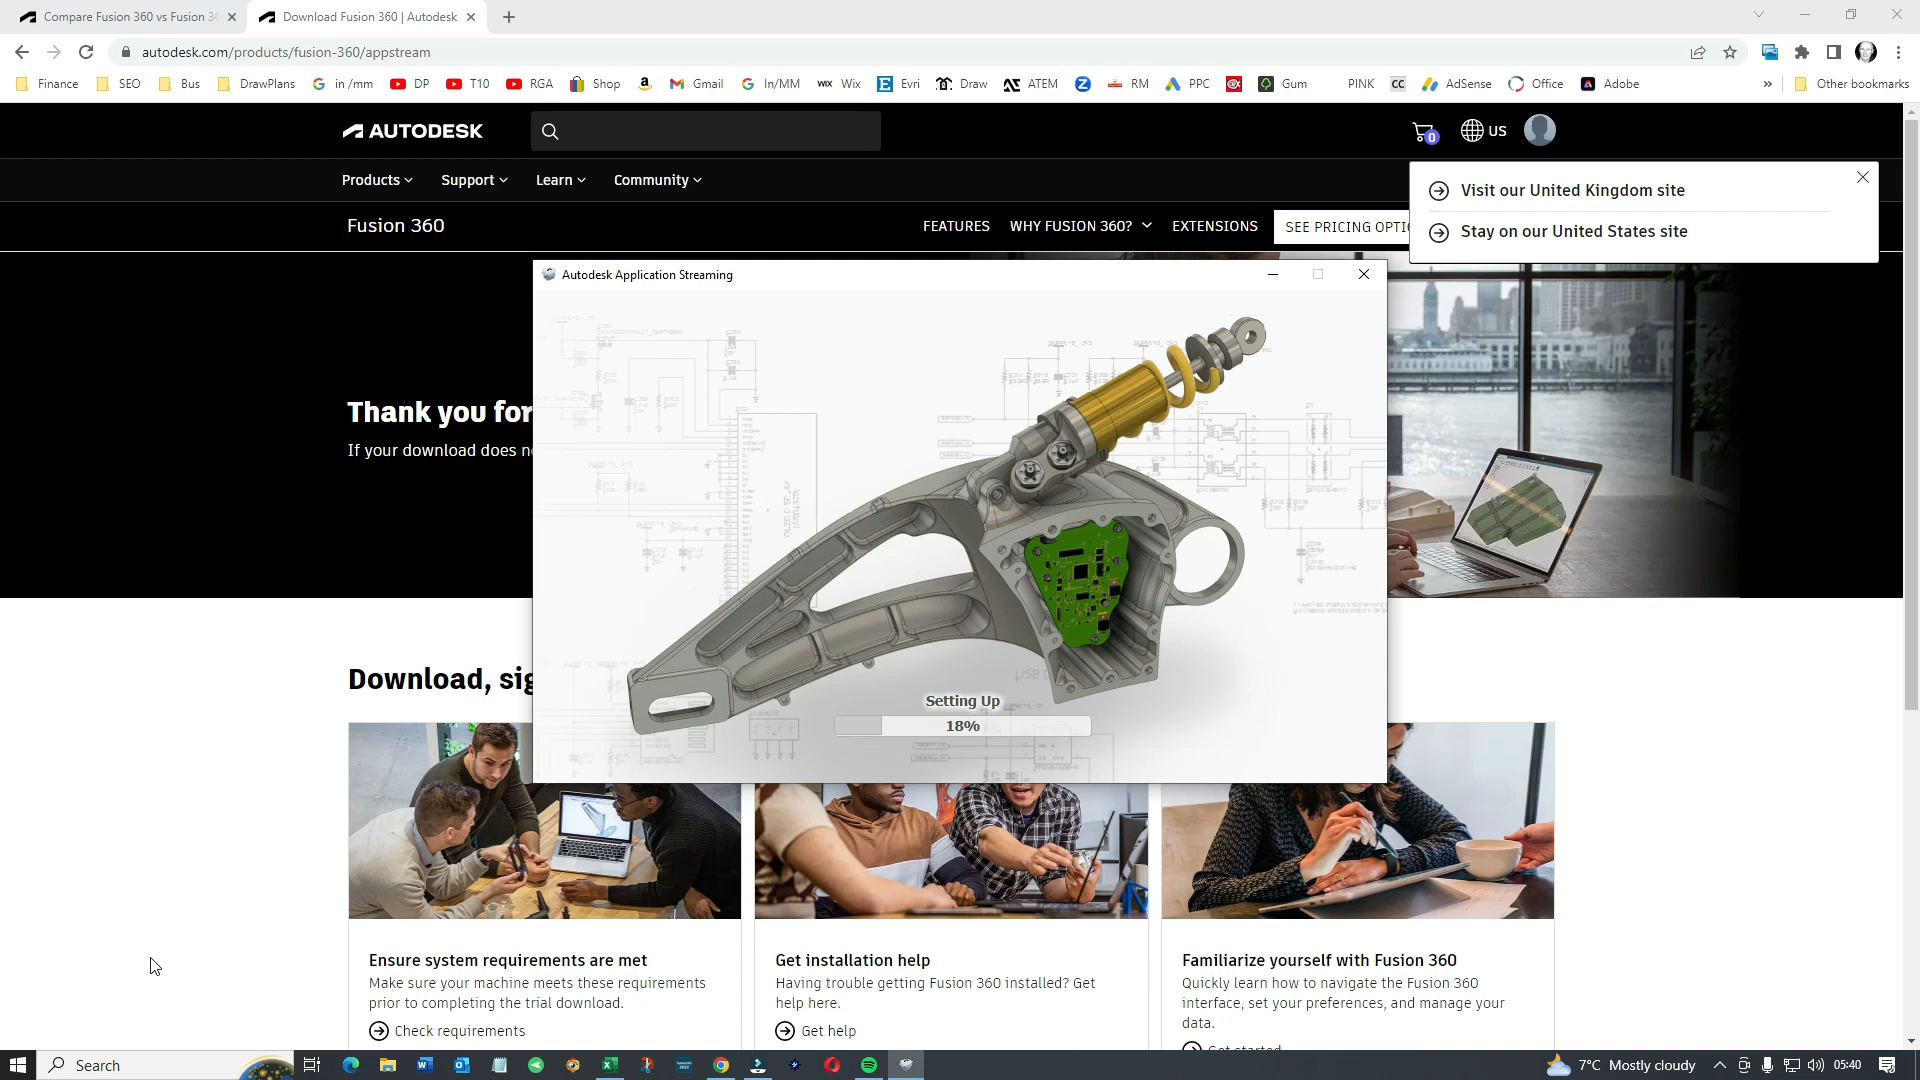 Compare Fusion 360 vs Fusion 36
Download Fusion 360 | Autodesk
autodesk.com/products/fusion-360/appstream
Finance
SEO
Bus
DrawPlans
in /mm
DP
T10
RGA
Shop
Gmail
In/MM
WIX Wix
Evri
Draw
ATEM
RM
PPC
Gum
PINK
CC
AdSense
Office
Adobe
»
Other bookmarks
AUTODESK
0
US
Products
Support
Learn
Community
Visit our United Kingdom site
Stay on our United States site
Fusion 360
FEATURES
WHY FUSION 360?
EXTENSIONS
SEE PRICING OPTI
Autodesk Application Streaming
Thank you for
If your download does n
Setting Up
18%
Download, sig
Ensure system requirements are met
Make sure your machine meets these requirements
prior to completing the trial download.
Check requirements
Get installation help
Having trouble getting Fusion 360 installed? Get
help here.
Get help
Familiarize yourself with Fusion 360
Quickly learn how to navigate the Fusion 360
interface, set your preferences, and manage your
data.
Get started
Search
7°C Mostly cloudy
05:40